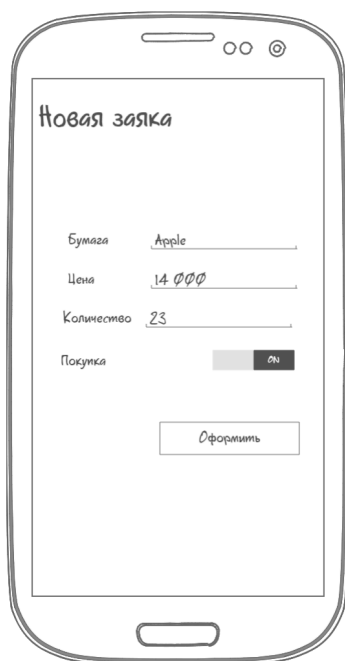 Новая заяка
Бумага Apple
Цена 14 000
Количество 23
Покупка ON
Оформить